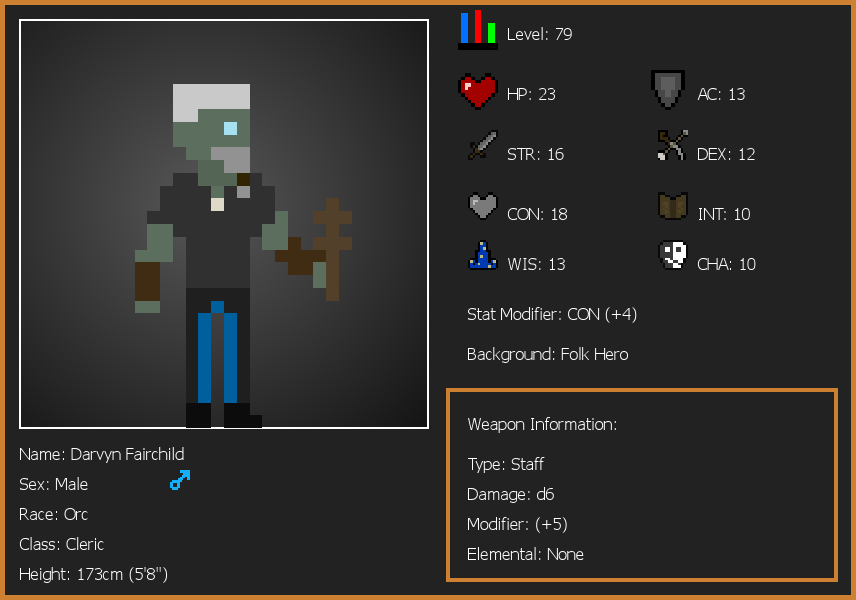 Level: 79
HP: 23
AC: 13
STR: 16
DEX: 12
CON: 18
INT: 10
WIS: 13
CHA: 10
Stat Modifier: CON (+4)
Background: Folk Hero
Weapon Information:
Type: Staff
Damage: d6
Modifier: (+5)
Elemental: None
Name: Darvyn Fairchild
Sex: Male
Race: Orc
Class: Cleric
Height: 173cm (5'8")